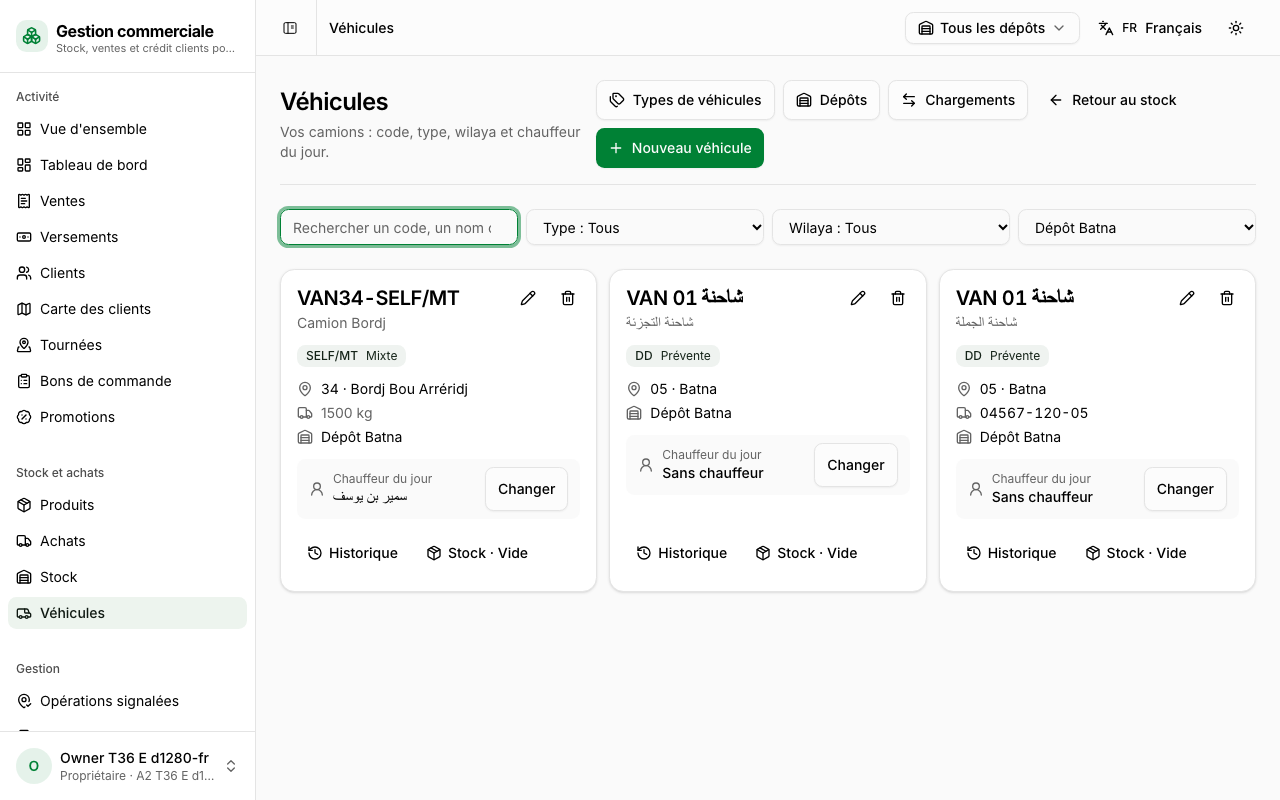 Gestion commerciale
Stock, ventes et crédit clients po...
Activité
Vue d'ensemble
Tableau de bord
Ventes
Versements
Clients
Carte des clients
Tournées
Bons de commande
Promotions
Stock et achats
Produits
Achats
Stock
Véhicules
Gestion
Opérations signalées
O
Owner T36 E d1280-fr
Propriétaire · A2 T36 E d1...
Véhicules
Tous les dépôts
FR Français
Véhicules
Vos camions : code, type, wilaya et chauffeur
du jour.
Types de véhicules
Dépôts
Chargements
Retour au stock
Nouveau véhicule
Rechercher un code, un nom
Type : Tous
Wilaya : Tous
Dépôt Batna
VAN34-SELF/MT
Camion Bordj
SELF/MT Mixte
34 · Bordj Bou Arréridj
1500 kg
Dépôt Batna
Chauffeur du jour
سمير بن يوسف
Changer
Historique
Stock · Vide
VAN 01 شاحنة
شاحنة التجزئة
DD Prévente
05 · Batna
Dépôt Batna
Chauffeur du jour
Sans chauffeur
Changer
Historique
Stock · Vide
VAN 01 شاحنة
شاحنة الجملة
DD Prévente
05 · Batna
04567-120-05
Dépôt Batna
Chauffeur du jour
Sans chauffeur
Changer
Historique
Stock · Vide